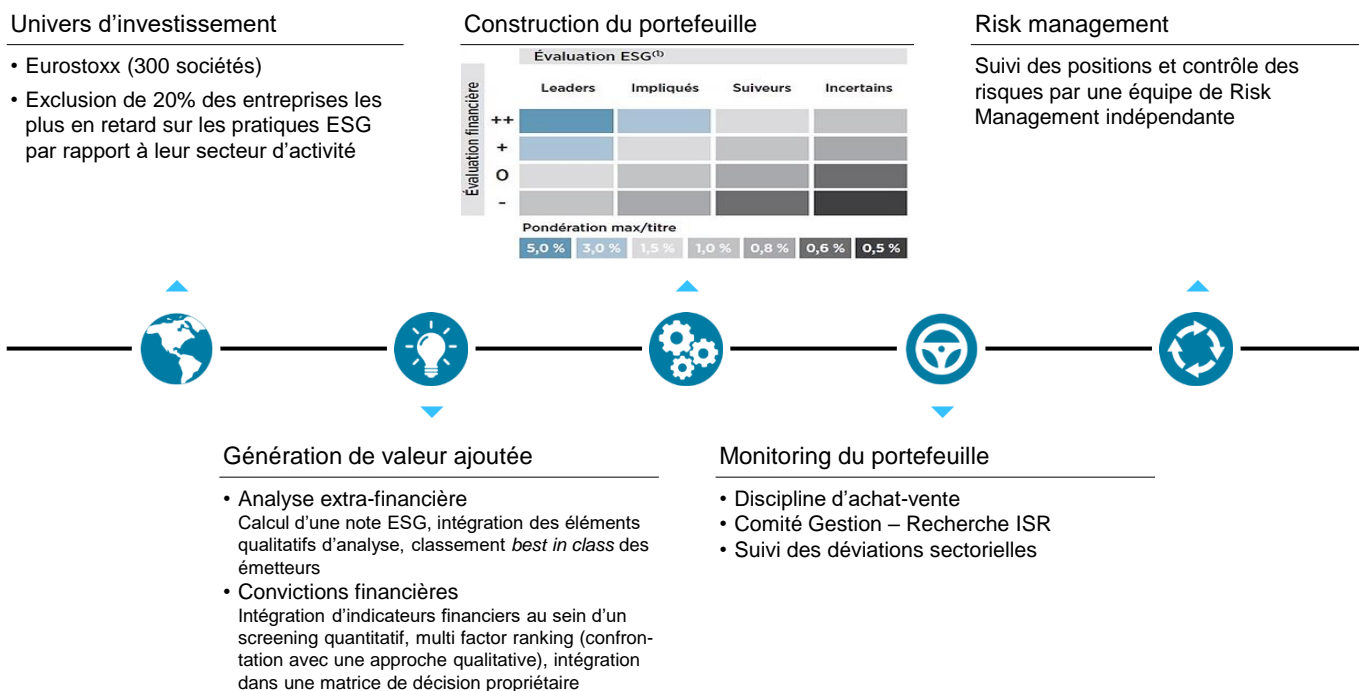 Univers d’investissement
• Eurostoxx (300 sociétés)
• Exclusion de 20% des entreprises les
plus en retard sur les pratiques ESG
par rapport à leur secteur d’activité
Construction du portefeuille
Évaluation ESG⁽¹⁾
Évaluation financière
Leaders Impliqués Suiveurs Incertains
++
+
O
-
Pondération max/titre
5,0 % 3,0 % 1,5 % 1,0 % 0,8 % 0,6 % 0,5 %
Risk management
Suivi des positions et contrôle des
risques par une équipe de Risk
Management indépendante
Génération de valeur ajoutée
• Analyse extra-financière
Calcul d’une note ESG, intégration des éléments
qualitatifs d’analyse, classement best in class des
émetteurs
• Convictions financières
Intégration d’indicateurs financiers au sein d’un
screening quantitatif, multi factor ranking (confron-
tation avec une approche qualitative), intégration
dans une matrice de décision propriétaire
Monitoring du portefeuille
• Discipline d’achat-vente
• Comité Gestion – Recherche ISR
• Suivi des déviations sectorielles